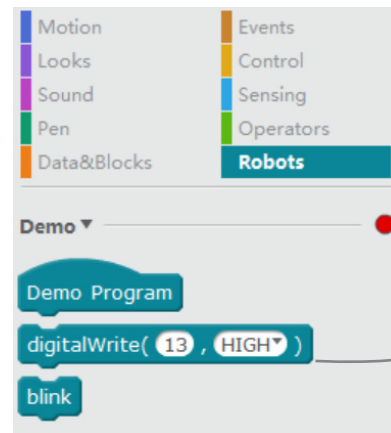 Motion
Events
Looks
Control
Sound
Sensing
Pen
Operators
Data&Blocks
Robots
Demo
Demo Program
digitalWrite( 13 , HIGH )
blink